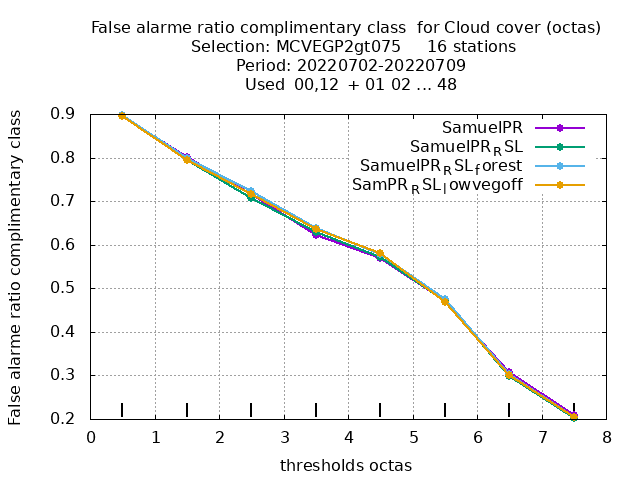 False alarme ratio complimentary class  for Cloud cover (octas)
Selection: MCVEGP2gt075     16 stations
Period: 20220702-20220709
Used  00,12  + 01 02 ... 48
False alarme ratio complimentary class
0.9
0.8
0.7
0.6
0.5
0.4
0.3
0.2
SamuelPR
SamuelPR_RSL
SamuelPR_RSL_forest
SamPR_RSL_lowvegoff
0 1 2 3 4 5 6 7 8
thresholds octas